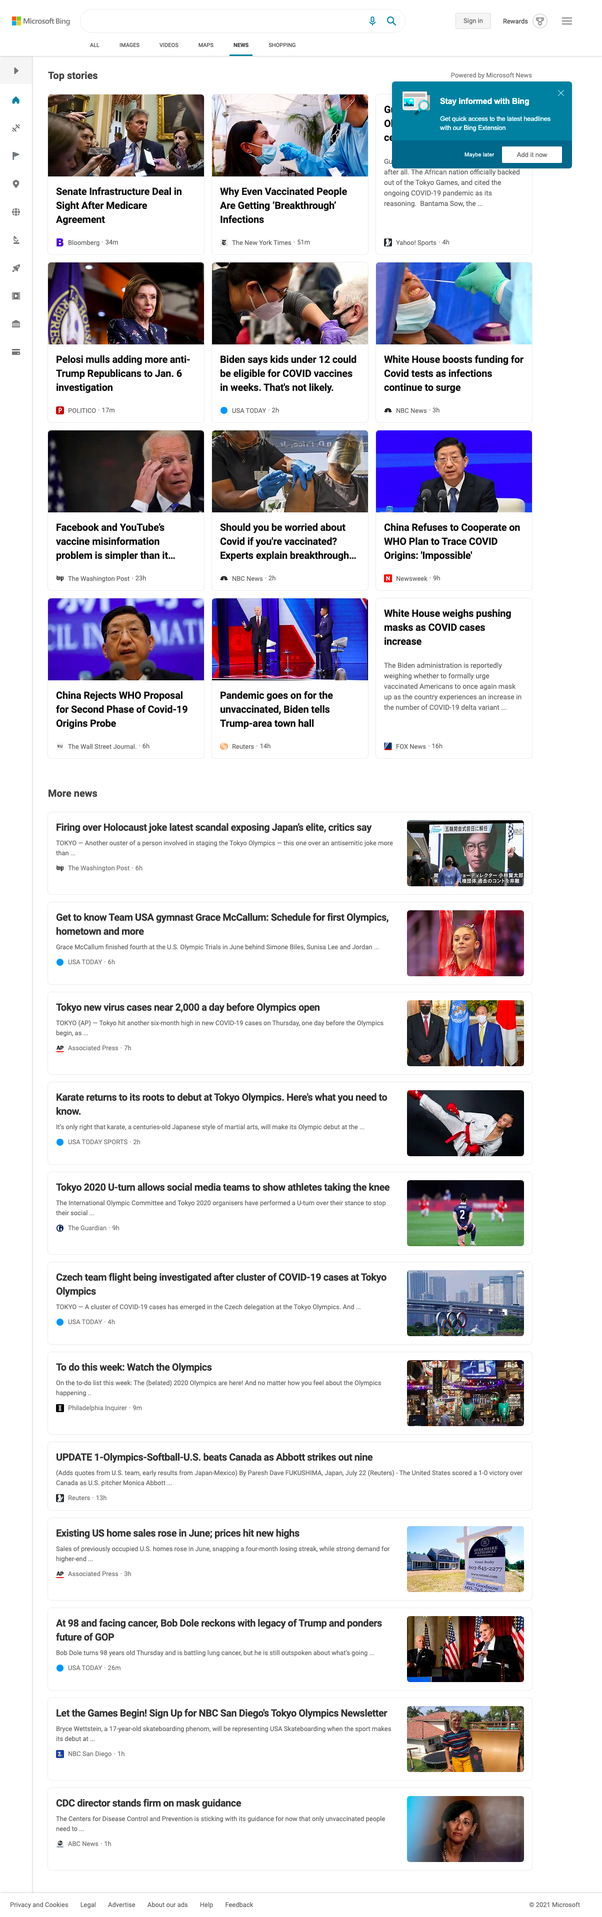 Microsoft Bing
Sign in
Rewards
ALL
IMAGES
VIDEOS
MAPS
NEWS
SHOPPING
Top stories
Powered by Microsoft News
Stay informed with Bing
Get quick access to the latest headlines
with our Bing Extension
Maybe later
Add it now
Senate Infrastructure Deal in
Sight After Medicare
Agreement
Bloomberg · 34m
Why Even Vaccinated People
Are Getting ‘Breakthrough’
Infections
The New York Times · 51m
after all. The African nation officially backed
out of the Tokyo Games, and cited the
ongoing COVID-19 pandemic as its
reasoning. Bantama Sow, the ...
Yahoo! Sports · 4h
Pelosi mulls adding more anti-
Trump Republicans to Jan. 6
investigation
POLITICO · 17m
Biden says kids under 12 could
be eligible for COVID vaccines
in weeks. That's not likely.
USA TODAY · 2h
White House boosts funding for
Covid tests as infections
continue to surge
NBC News · 3h
Facebook and YouTube's
vaccine misinformation
problem is simpler than it...
The Washington Post · 23h
Should you be worried about
Covid if you're vaccinated?
Experts explain breakthrough...
NBC News · 2h
China Refuses to Cooperate on
WHO Plan to Trace COVID
Origins: 'Impossible'
Newsweek · 9h
China Rejects WHO Proposal
for Second Phase of Covid-19
Origins Probe
The Wall Street Journal. · 6h
Pandemic goes on for the
unvaccinated, Biden tells
Trump-area town hall
Reuters · 14h
White House weighs pushing
masks as COVID cases
increase
The Biden administration is reportedly
weighing whether to formally urge
vaccinated Americans to once again mask
up as the country experiences an increase in
the number of COVID-19 delta variant ...
FOX News · 16h
More news
Firing over Holocaust joke latest scandal exposing Japan's elite, critics say
TOKYO — Another ouster of a person involved in staging the Tokyo Olympics — this one over an antisemitic joke more
than ...
The Washington Post · 6h
Get to know Team USA gymnast Grace McCallum: Schedule for first Olympics,
hometown and more
Grace McCallum finished fourth at the U.S. Olympic Trials in June behind Simone Biles, Sunisa Lee and Jordan ...
USA TODAY · 6h
Tokyo new virus cases near 2,000 a day before Olympics open
TOKYO (AP) — Tokyo hit another six-month high in new COVID-19 cases on Thursday, one day before the Olympics
begin, as ...
Associated Press · 7h
Karate returns to its roots to debut at Tokyo Olympics. Here's what you need to
know.
It's only right that karate, a centuries-old Japanese style of martial arts, will make its Olympic debut at the ...
USA TODAY SPORTS · 2h
Tokyo 2020 U-turn allows social media teams to show athletes taking the knee
The International Olympic Committee and Tokyo 2020 organisers have performed a U-turn over their stance to stop
their social ...
The Guardian · 9h
Czech team flight being investigated after cluster of COVID-19 cases at Tokyo
Olympics
TOKYO — A cluster of COVID-19 cases has emerged in the Czech delegation at the Tokyo Olympics. And ...
USA TODAY · 4h
To do this week: Watch the Olympics
On the to-do list this week: The (belated) 2020 Olympics are here! And no matter how you feel about the Olympics
happening ..
Philadelphia Inquirer · 9m
UPDATE 1-Olympics-Softball-U.S. beats Canada as Abbott strikes out nine
(Adds quotes from U.S. team, early results from Japan-Mexico) By Paresh Dave FUKUSHIMA, Japan, July 22 (Reuters) - The United States scored a 1-0 victory over
Canada as U.S. pitcher Monica Abbott ...
Reuters · 13h
Existing US home sales rose in June; prices hit new highs
Sales of previously occupied U.S. homes rose in June, snapping a four-month losing streak, while strong demand for
higher-end ...
Associated Press · 3h
At 98 and facing cancer, Bob Dole reckons with legacy of Trump and ponders
future of GOP
Bob Dole turns 98 years old Thursday and is battling lung cancer, but he is still outspoken about what's going ...
USA TODAY · 26m
Let the Games Begin! Sign Up for NBC San Diego's Tokyo Olympics Newsletter
Bryce Wettstein, a 17-year-old skateboarding phenom, will be representing USA Skateboarding when the sport makes
its debut at ...
NBC San Diego · 1h
CDC director stands firm on mask guidance
The Centers for Disease Control and Prevention is sticking with its guidance for now that only unvaccinated people
need to ...
ABC News · 1h
Privacy and Cookies
Legal
Advertise
About our ads
Help
Feedback
© 2021 Microsoft